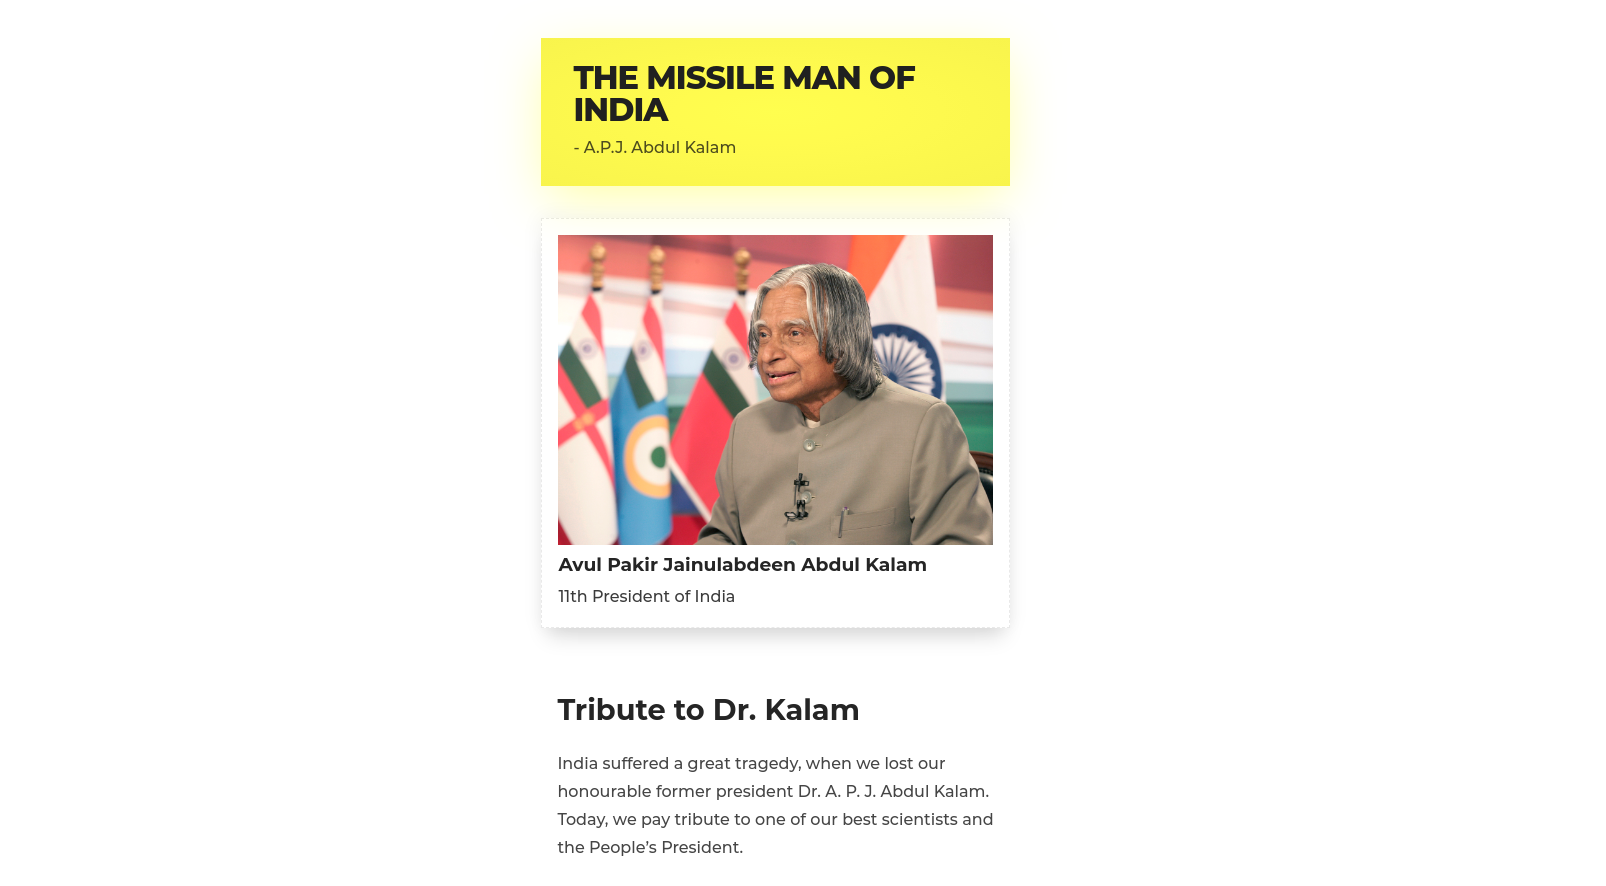 THE MISSILE MAN OF
INDIA
- A.P.J. Abdul Kalam
Avul Pakir Jainulabdeen Abdul Kalam
11th President of India
Tribute to Dr. Kalam
India suffered a great tragedy, when we lost our
honourable former president Dr. A. P. J. Abdul Kalam.
Today, we pay tribute to one of our best scientists and
the People’s President.